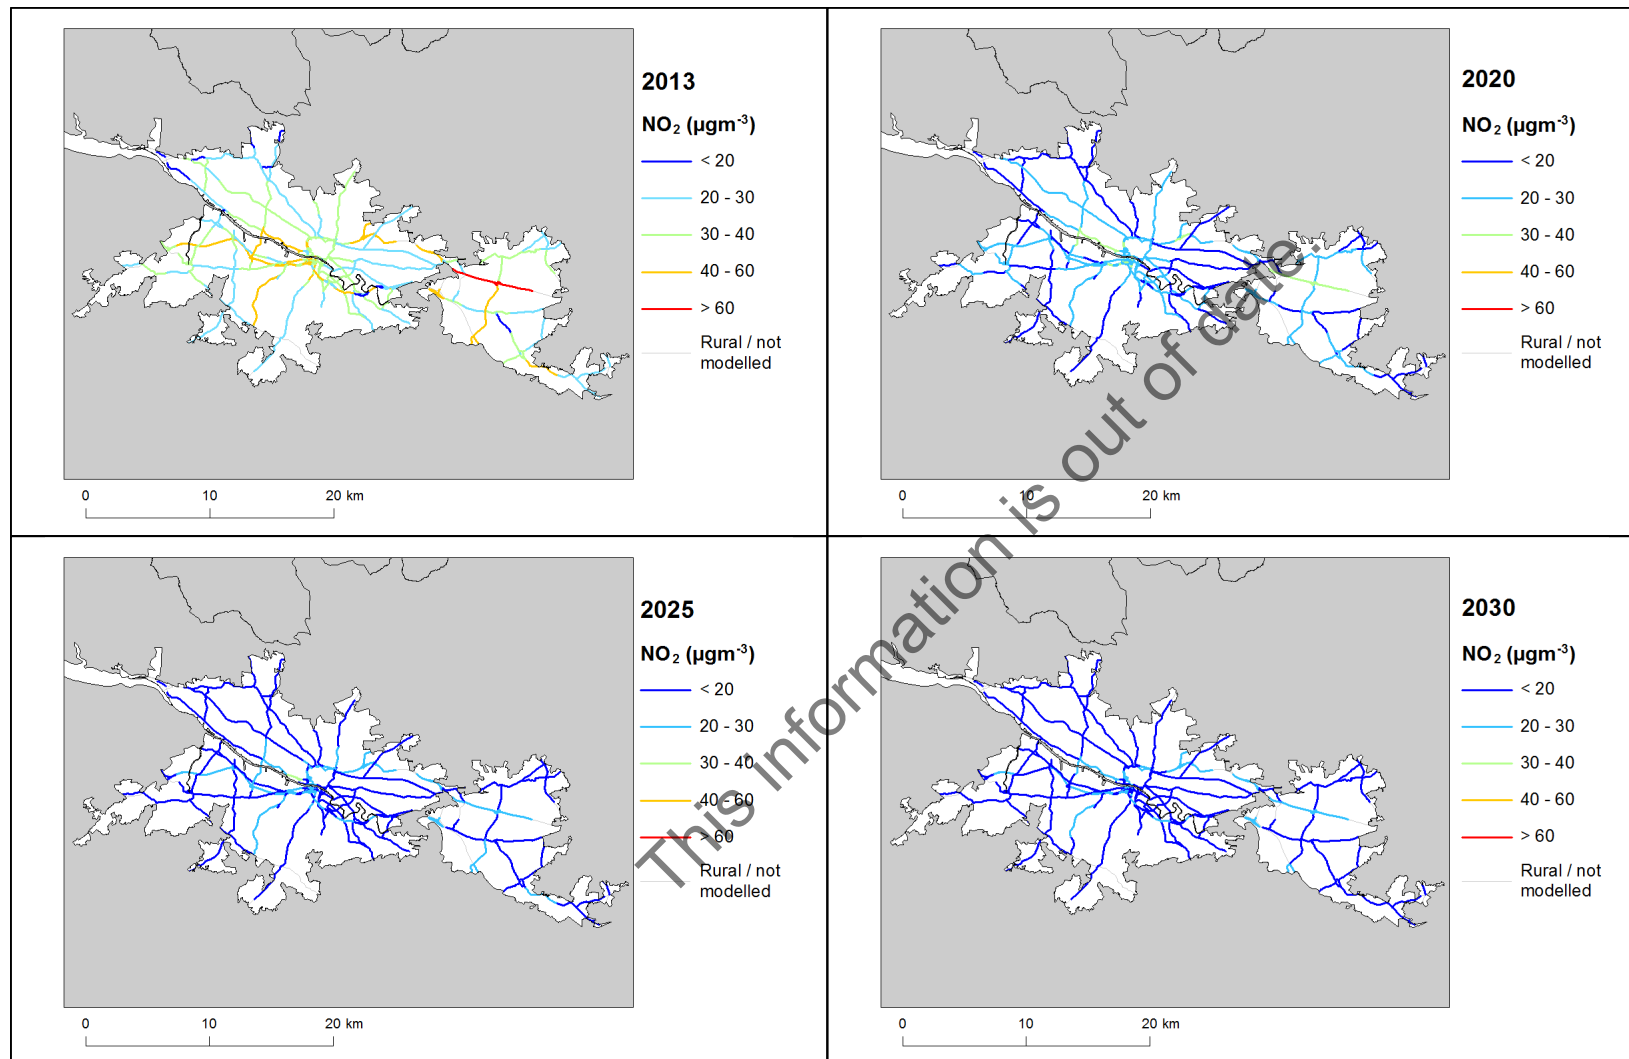 2013
NO₂ (µgm⁻³)
< 20
20 - 30
30 - 40
40 - 60
> 60
Rural / not
modelled
0 10 20 km
2020
NO₂ (µgm⁻³)
< 20
20 - 30
30 - 40
40 - 60
> 60
Rural / not
modelled
0 10 20 km
2025
NO₂ (µgm⁻³)
< 20
20 - 30
30 - 40
40 - 60
> 60
Rural / not
modelled
0 10 20 km
2030
NO₂ (µgm⁻³)
< 20
20 - 30
30 - 40
40 - 60
> 60
Rural / not
modelled
0 10 20 km
This information is out of date.